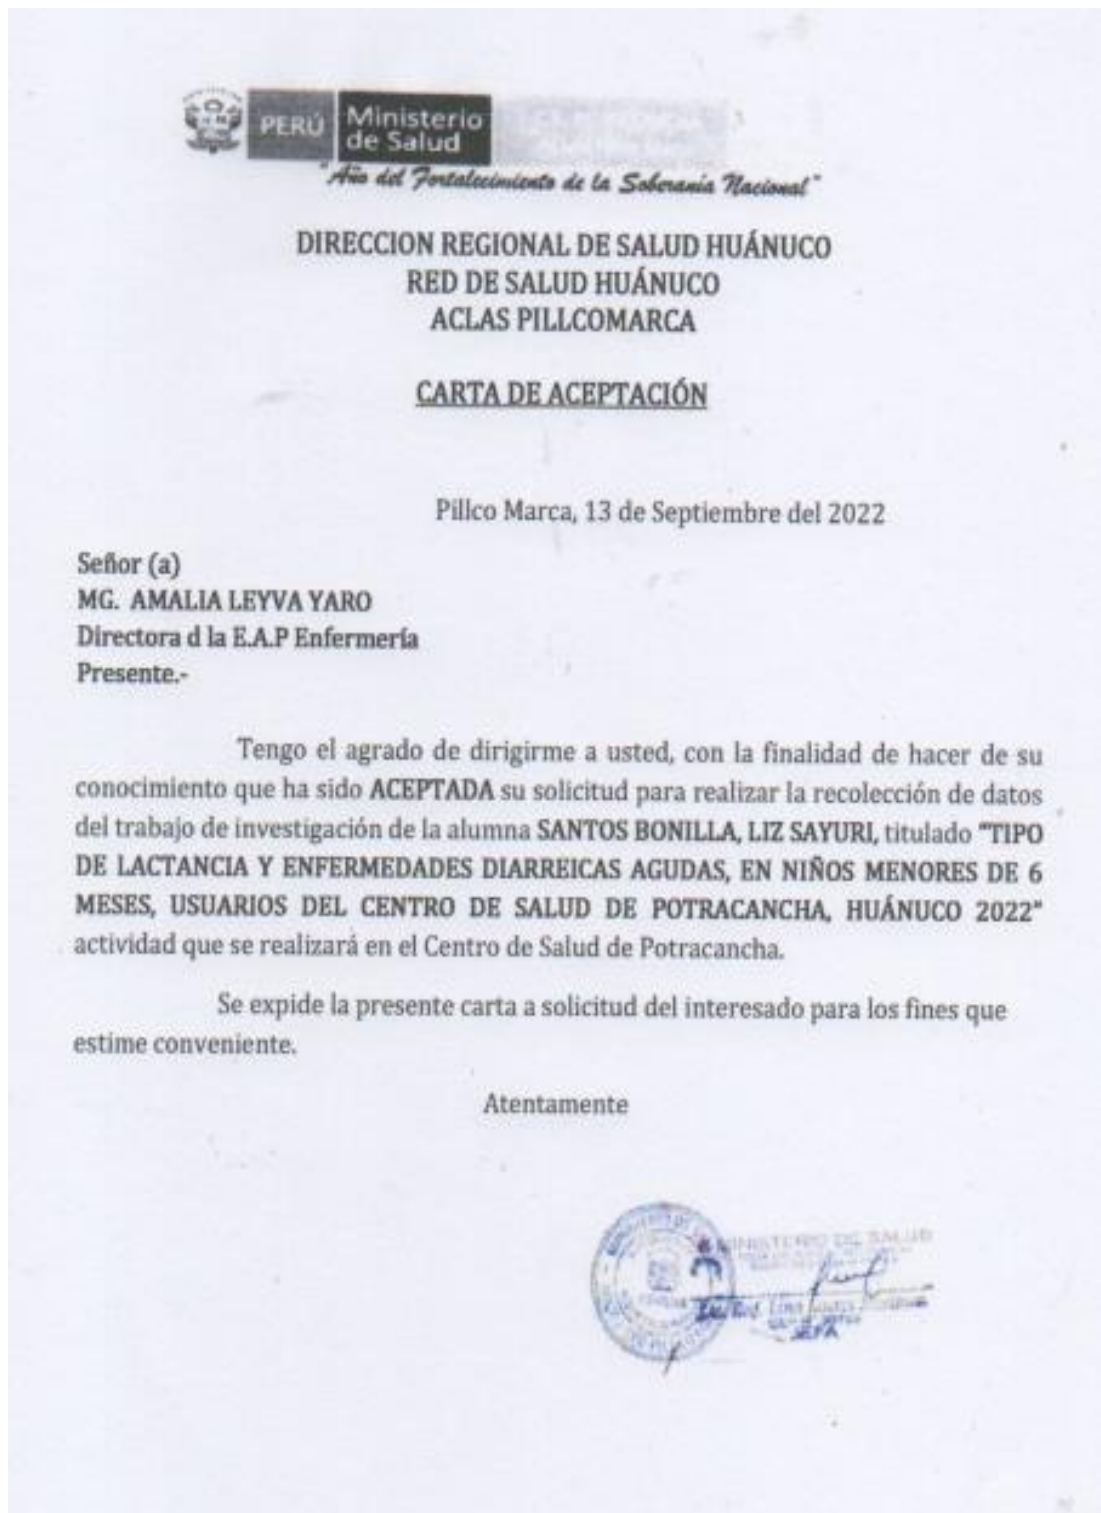 PERÚ
Ministerio
de Salud
"Año del Fortalecimiento de la Soberanía Nacional"
DIRECCION REGIONAL DE SALUD HUÁNUCO
RED DE SALUD HUÁNUCO
ACLAS PILLCOMARCA
CARTA DE ACEPTACIÓN
Pillco Marca, 13 de Septiembre del 2022
Señor (a)
MG. AMALIA LEYVA YARO
Directora d la E.A.P Enfermería
Presente.-
Tengo el agrado de dirigirme a usted, con la finalidad de hacer de su
conocimiento que ha sido ACEPTADA su solicitud para realizar la recolección de datos
del trabajo de investigación de la alumna SANTOS BONILLA, LIZ SAYURI, titulado "TIPO
DE LACTANCIA Y ENFERMEDADES DIARREICAS AGUDAS, EN NIÑOS MENORES DE 6
MESES, USUARIOS DEL CENTRO DE SALUD DE POTRACANCHA, HUÁNUCO 2022"
actividad que se realizará en el Centro de Salud de Potracancha.
Se expide la presente carta a solicitud del interesado para los fines que
estime conveniente.
Atentamente
MINISTERIO DE SALUD